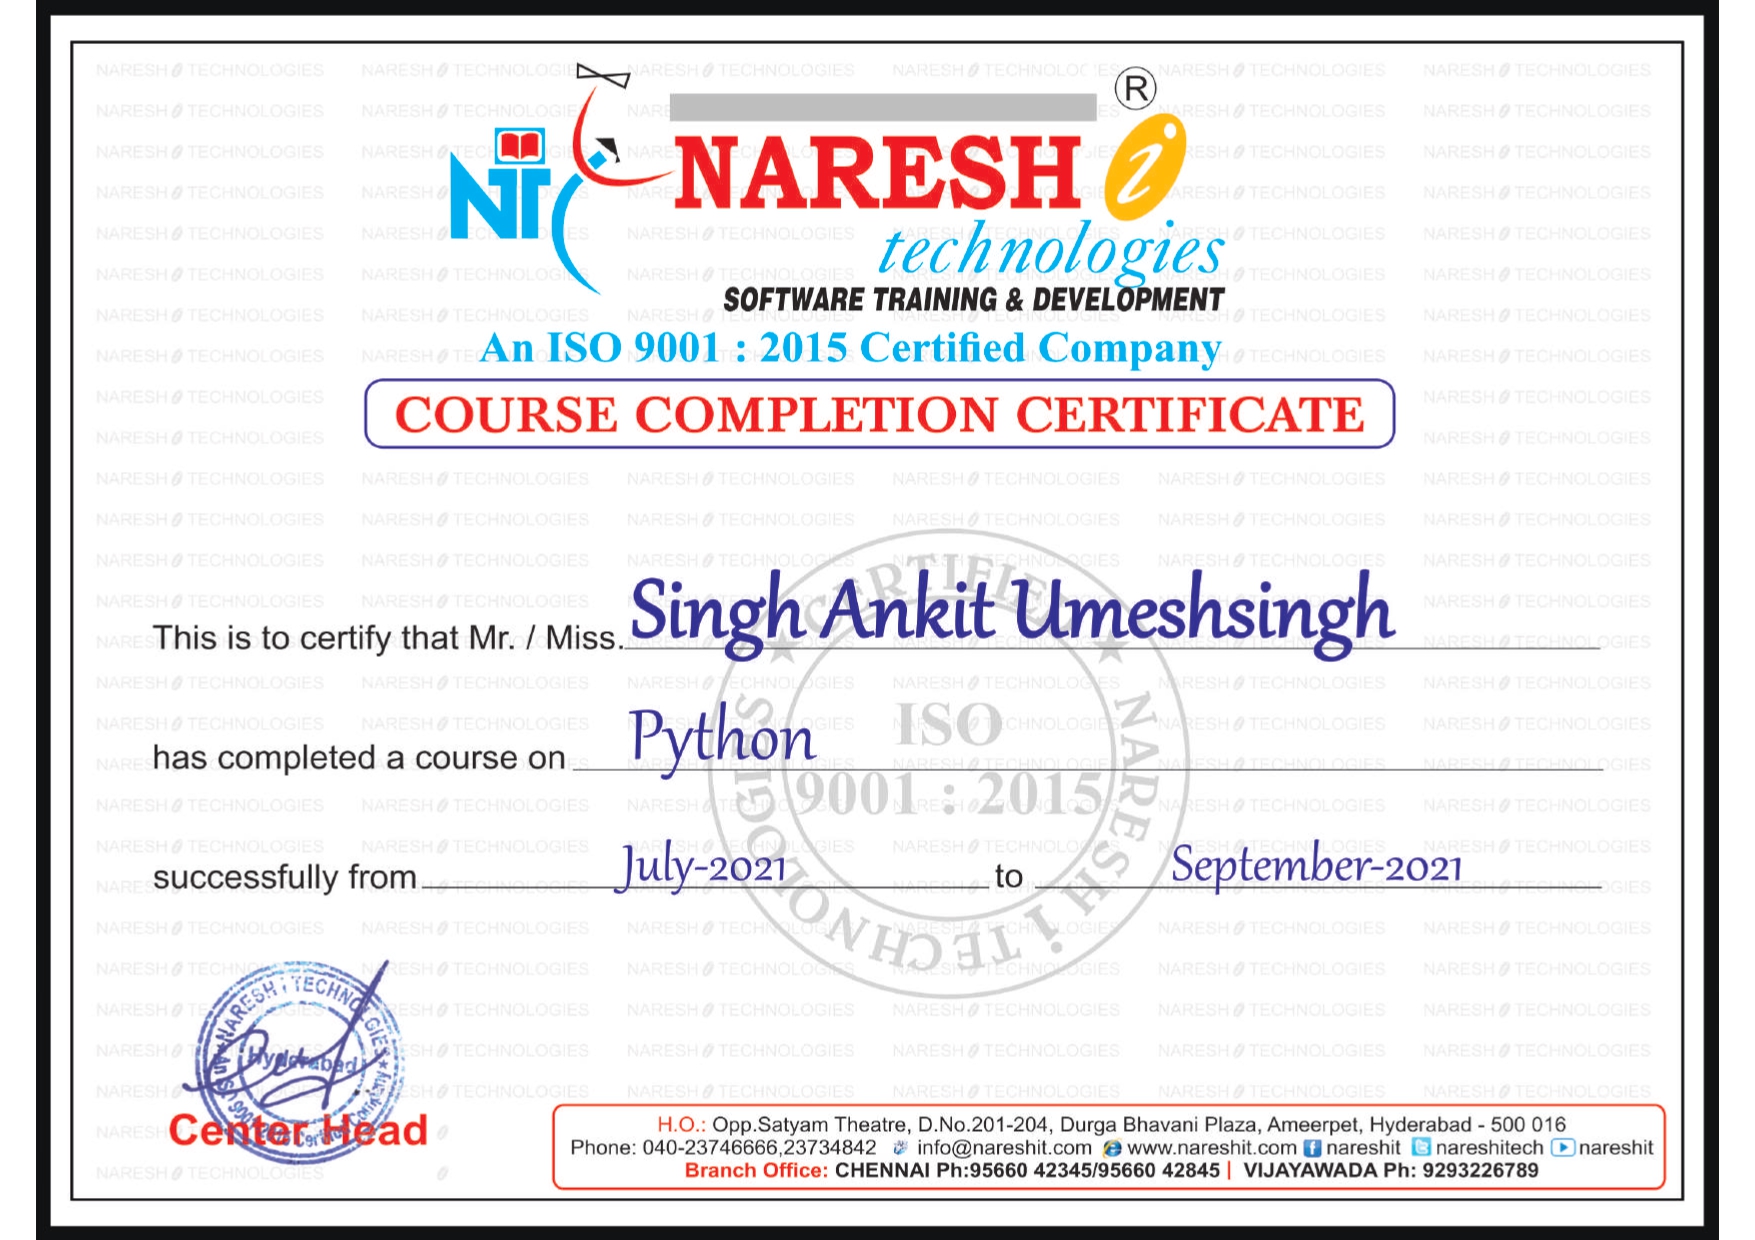 ®
NT
NARESH i
technologies
SOFTWARE TRAINING & DEVELOPMENT
An ISO 9001 : 2015 Certified Company
COURSE COMPLETION CERTIFICATE
This is to certify that Mr. / Miss. Singh Ankit Umeshsingh
has completed a course on Python
successfully from July-2021 to September-2021
CERTIFIED
NARESH i TECHNOLOGIES
ISO
9001 : 2015
NARESH i TECHNOLOGIES
Hyderabad
Center Head
H.O.: Opp.Satyam Theatre, D.No.201-204, Durga Bhavani Plaza, Ameerpet, Hyderabad - 500 016
Phone: 040-23746666,23734842 info@nareshit.com www.nareshit.com nareshit nareshitech nareshit
Branch Office: CHENNAI Ph:95660 42345/95660 42845 | VIJAYAWADA Ph: 9293226789